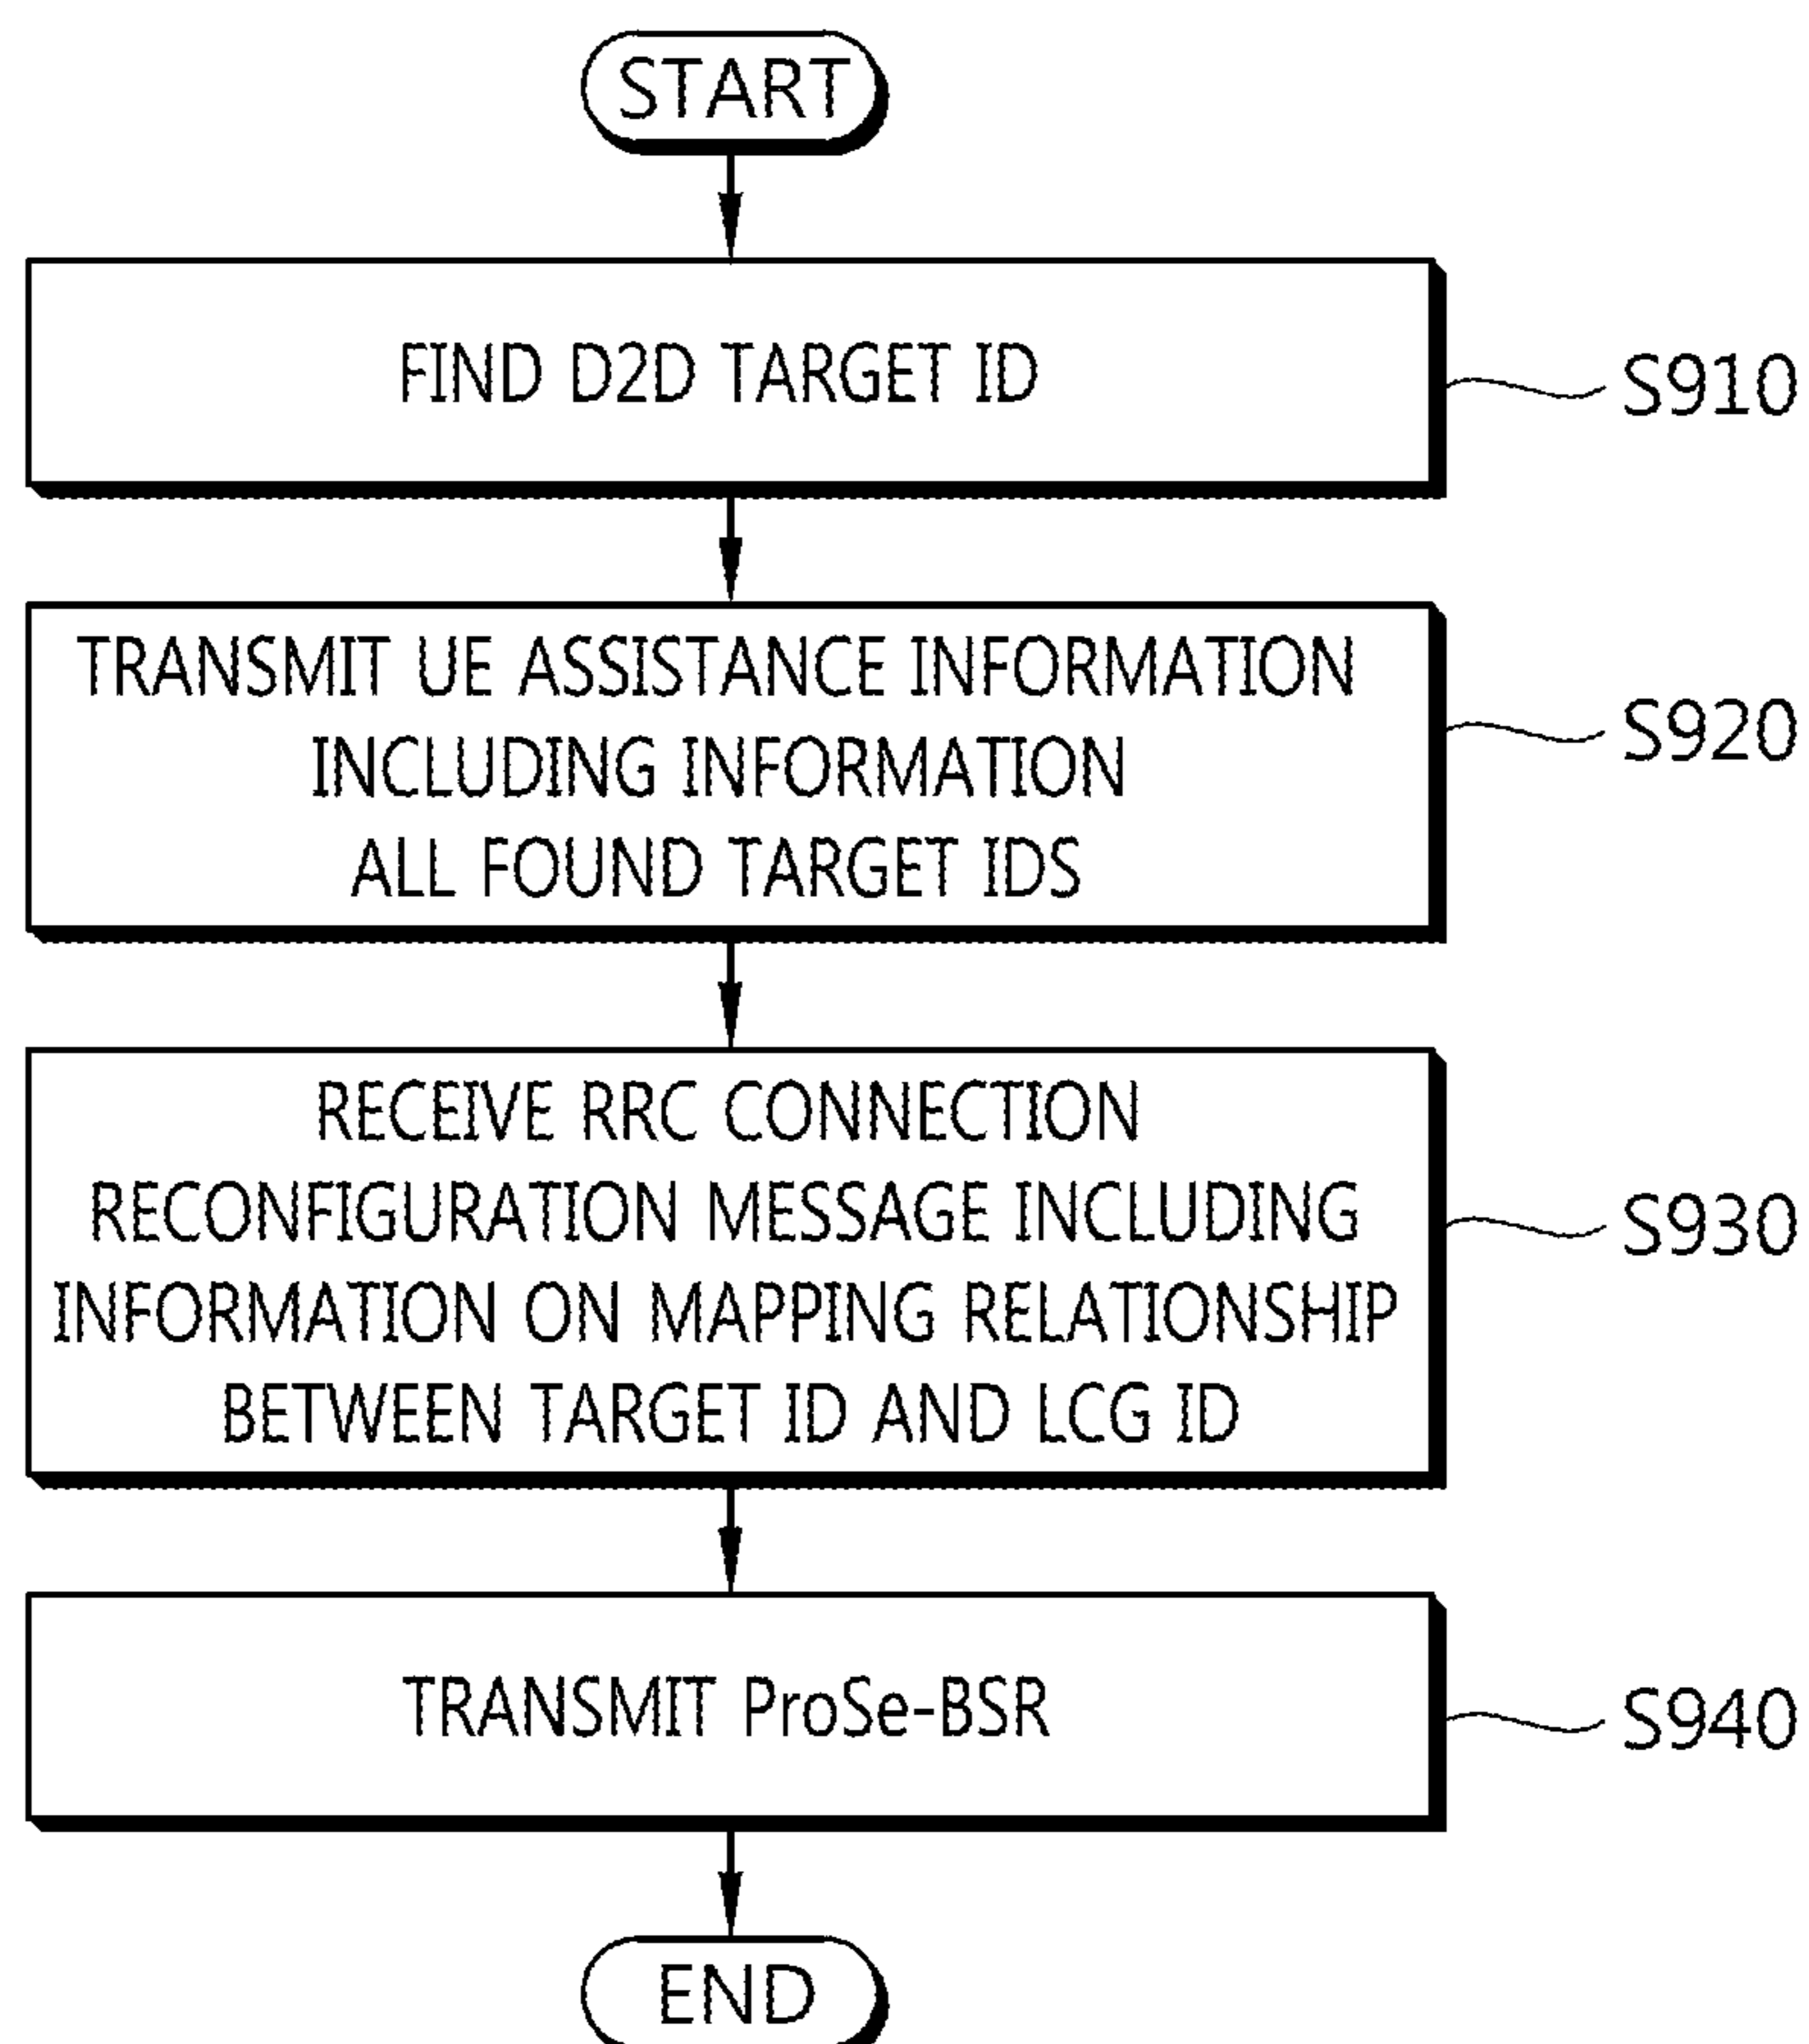 START
FIND D2D TARGET ID
S910
TRANSMIT UE ASSISTANCE INFORMATION
INCLUDING INFORMATION
ALL FOUND TARGET IDS
S920
RECEIVE RRC CONNECTION
RECONFIGURATION MESSAGE INCLUDING
INFORMATION ON MAPPING RELATIONSHIP
BETWEEN TARGET ID AND LCG ID
S930
TRANSMIT ProSe-BSR
S940
END